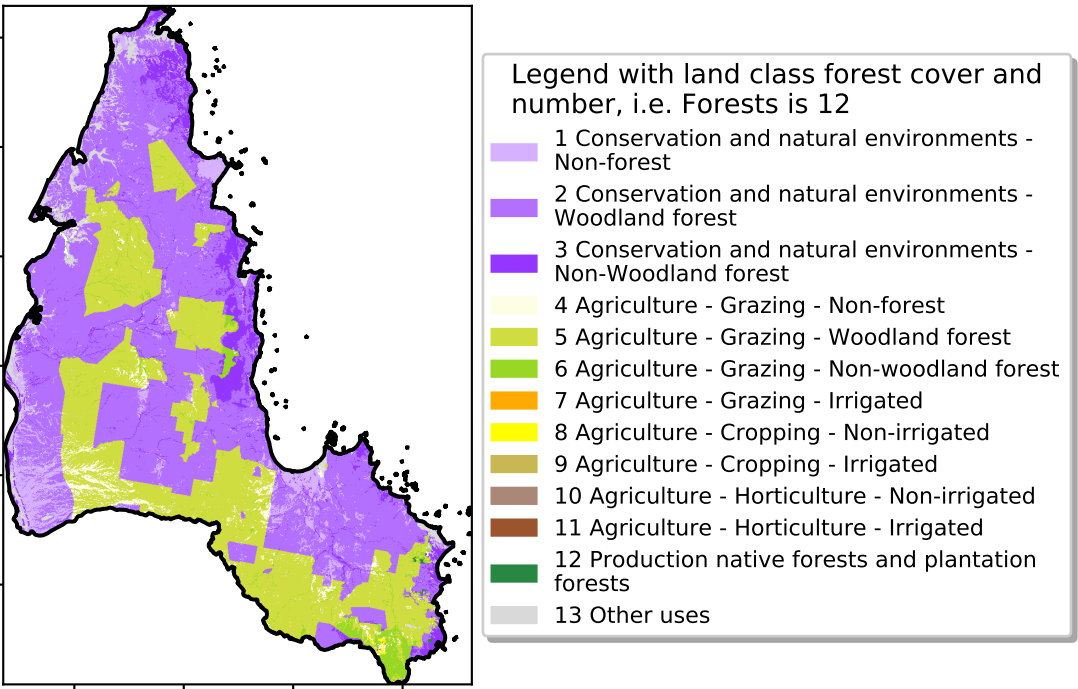 Legend with land class forest cover and
number, i.e. Forests is 12
1 Conservation and natural environments -
Non-forest
2 Conservation and natural environments -
Woodland forest
3 Conservation and natural environments -
Non-Woodland forest
4 Agriculture - Grazing - Non-forest
5 Agriculture - Grazing - Woodland forest
6 Agriculture - Grazing - Non-woodland forest
7 Agriculture - Grazing - Irrigated
8 Agriculture - Cropping - Non-irrigated
9 Agriculture - Cropping - Irrigated
10 Agriculture - Horticulture - Non-irrigated
11 Agriculture - Horticulture - Irrigated
12 Production native forests and plantation
forests
13 Other uses